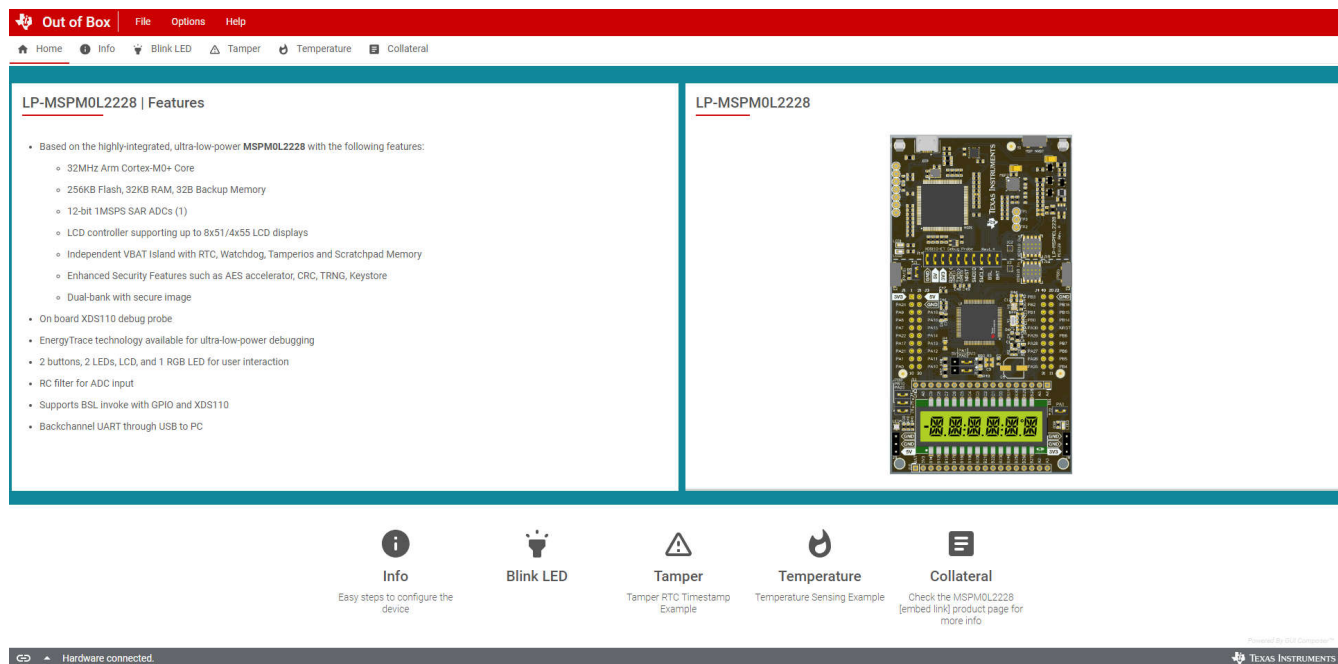 Out of Box File Options Help
Home Info Blink LED Tamper Temperature Collateral
LP-MSPM0L2228 | Features
Based on the highly-integrated, ultra-low-power MSPM0L2228 with the following features:
32MHz Arm Cortex-M0+ Core
256KB Flash, 32KB RAM, 32B Backup Memory
12-bit 1MSPS SAR ADCs (1)
LCD controller supporting up to 8x51/4x55 LCD displays
Independent VBAT Island with RTC, Watchdog, Tamperios and Scratchpad Memory
Enhanced Security Features such as AES accelerator, CRC, TRNG, Keystore
Dual-bank with secure image
On board XDS110 debug probe
EnergyTrace technology available for ultra-low-power debugging
2 buttons, 2 LEDs, LCD, and 1 RGB LED for user interaction
RC filter for ADC input
Supports BSL invoke with GPIO and XDS110
Backchannel UART through USB to PC
LP-MSPM0L2228
TEXAS INSTRUMENTS
LP-MSPM0L2228
Info
Easy steps to configure the
device
Blink LED
Tamper
Tamper RTC Timestamp
Example
Temperature
Temperature Sensing Example
Collateral
Check the MSPM0L2228
[embed link] product page for
more info
Powered By GUI Composer™
Hardware connected.
TEXAS INSTRUMENTS